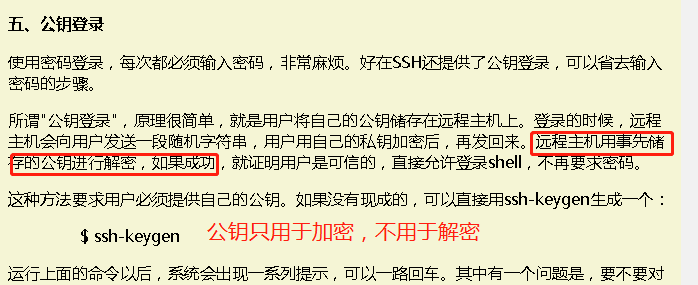 五、公钥登录
使用密码登录，每次都必须输入密码，非常麻烦。好在SSH还提供了公钥登录，可以省去输入
密码的步骤。
所谓"公钥登录"，原理很简单，就是用户将自己的公钥储存在远程主机上。登录的时候，远程
主机会向用户发送一段随机字符串，用户用自己的私钥加密后，再发回来。远程主机用事先储
存的公钥进行解密，如果成功，就证明用户是可信的，直接允许登录shell，不再要求密码。
这种方法要求用户必须提供自己的公钥。如果没有现成的，可以直接用ssh-keygen生成一个：
$ ssh-keygen 公钥只用于加密，不用于解密
运行上面的命令以后，系统会出现一系列提示，可以一路回车。其中有一个问题是，要不要对